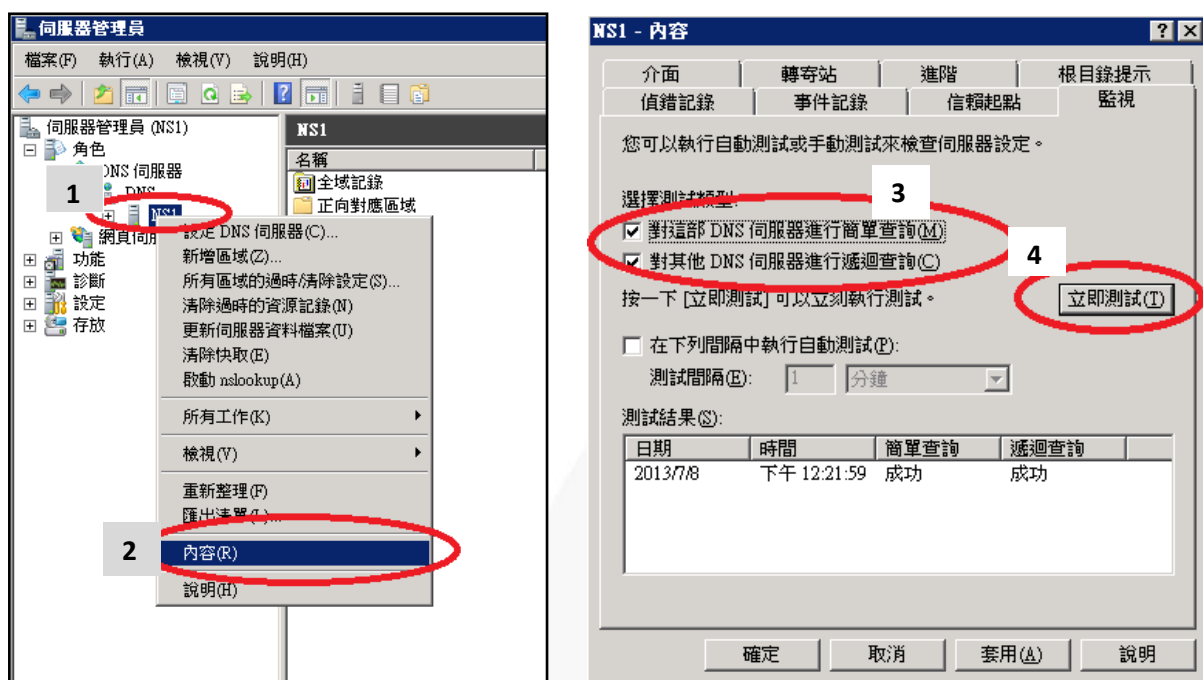 伺服器管理員
檔案(F) 執行(A) 檢視(V) 說明(H)
伺服器管理員 (NS1)
角色
DNS 伺服器
DNS
NS1
功能
診斷
設定
存放
NS1
名稱
全域記錄
正向對應區域
1
設定 DNS 伺服器(C)...
新增區域(Z)...
所有區域的過時/清除設定(S)...
清除過時的資源記錄(N)
更新伺服器資料檔案(U)
清除快取(E)
啟動 nslookup(A)
所有工作(K)
檢視(V)
重新整理(F)
匯出清單(L)...
2
內容(R)
說明(H)
NS1 - 內容
介面 轉寄站 進階 根目錄提示
偵錯記錄 事件記錄 信賴起點 監視
您可以執行自動測試或手動測試來檢查伺服器設定。
選擇測試類型:
3
對這部 DNS 伺服器進行簡單查詢(M)
對其他 DNS 伺服器進行遞迴查詢(C)
4
按一下 [立即測試] 可以立刻執行測試。
立即測試(T)
在下列間隔中執行自動測試(P):
測試間隔(E): 1 分鐘
測試結果(S):
日期 時間 簡單查詢 遞迴查詢
2013/7/8 下午 12:21:59 成功 成功
確定 取消 套用(A) 說明